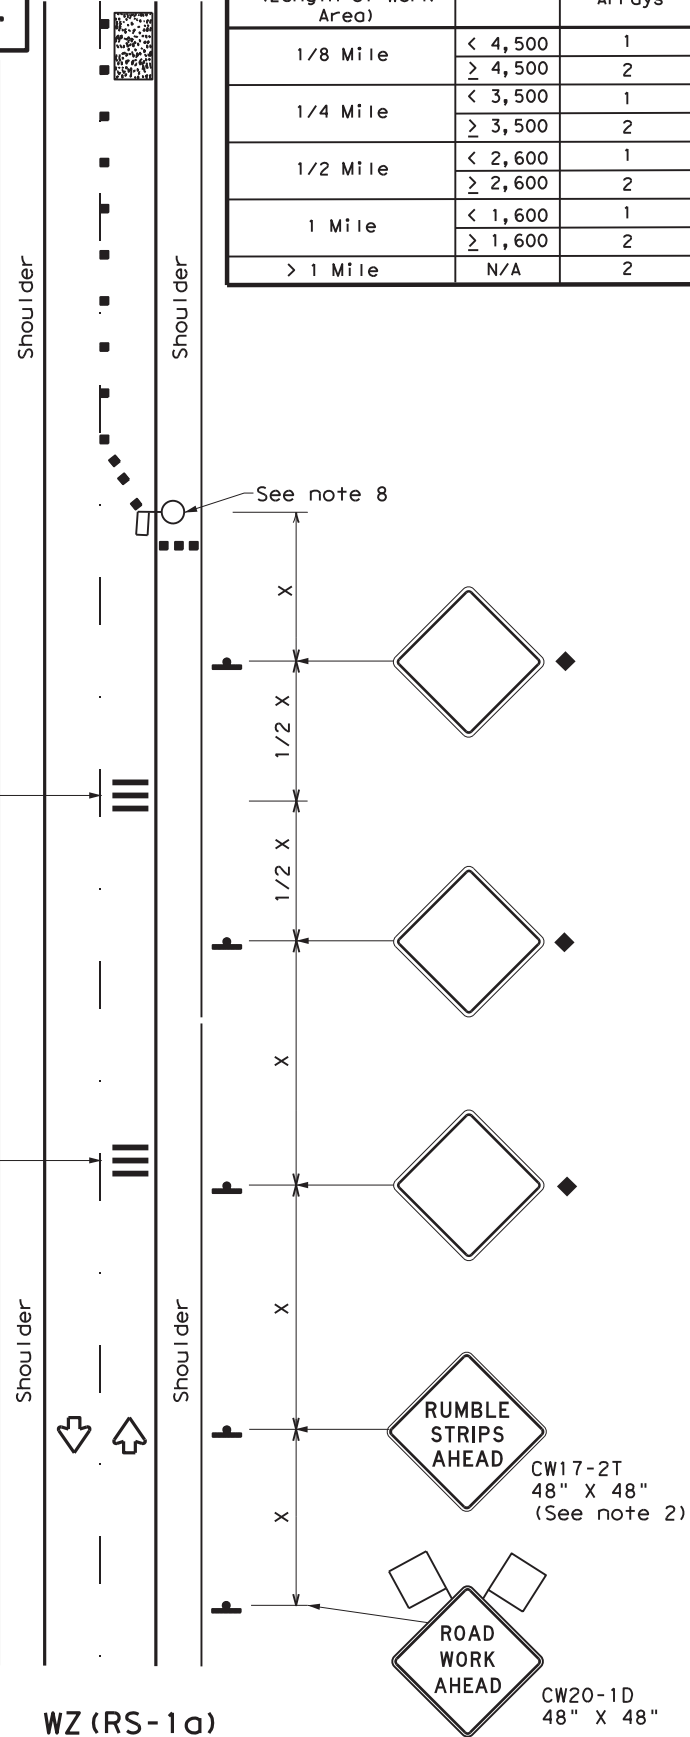 Area)
Arrays
1/8 Mile
< 4,500
1
≥ 4,500
2
1/4 Mile
< 3,500
1
≥ 3,500
2
1/2 Mile
< 2,600
1
≥ 2,600
2
1 Mile
< 1,600
1
≥ 1,600
2
> 1 Mile
N/A
2
Shoulder
Shoulder
See note 8
X
1/2 X
1/2 X
X
X
Shoulder
Shoulder
RUMBLE
STRIPS
AHEAD
CW17-2T
48" X 48"
(See note 2)
X
ROAD
WORK
AHEAD
CW20-1D
48" X 48"
WZ(RS-1a)